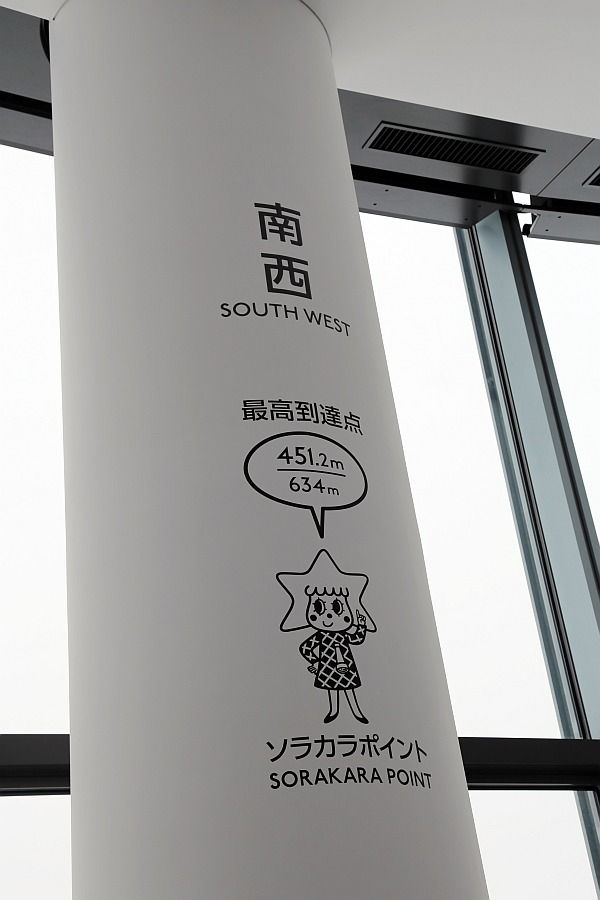 南
西
SOUTH WEST
最高到達点
451.2m
634m
ソラカラポイント
SORAKARA POINT